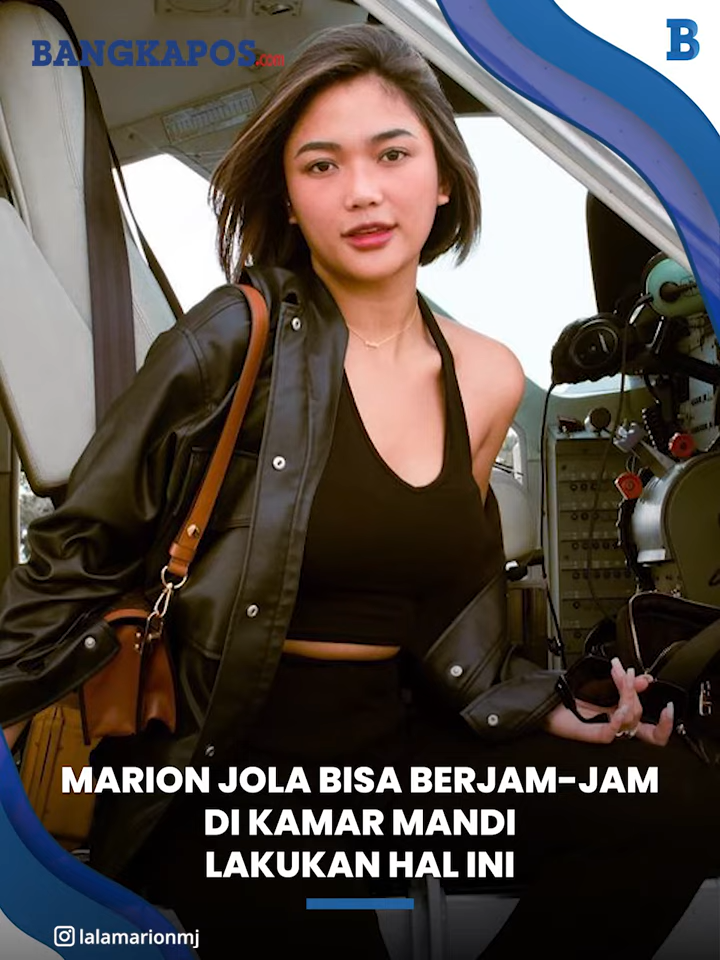 BANGKAPOS.com
B
MARION JOLA BISA BERJAM-JAM
DI KAMAR MANDI
LAKUKAN HAL INI
lalamarionmj